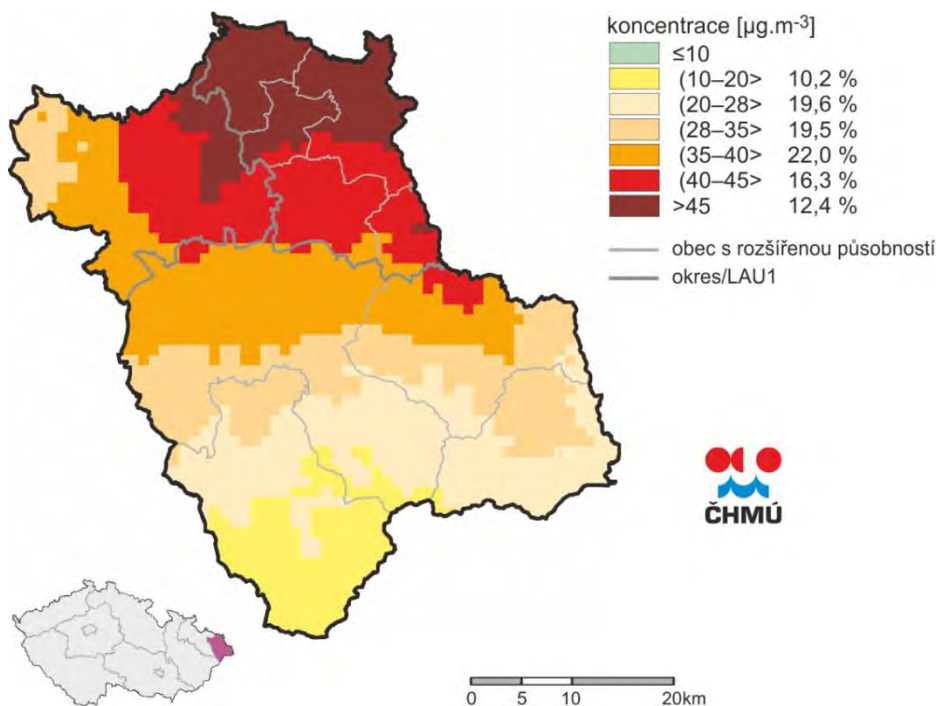 koncentrace [µg.m⁻³]
≤10
(10–20> 10,2 %
(20–28> 19,6 %
(28–35> 19,5 %
(35–40> 22,0 %
(40–45> 16,3 %
>45 12,4 %
obec s rozšířenou působností
okres/LAU1
ČHMÚ
0 5 10 20km